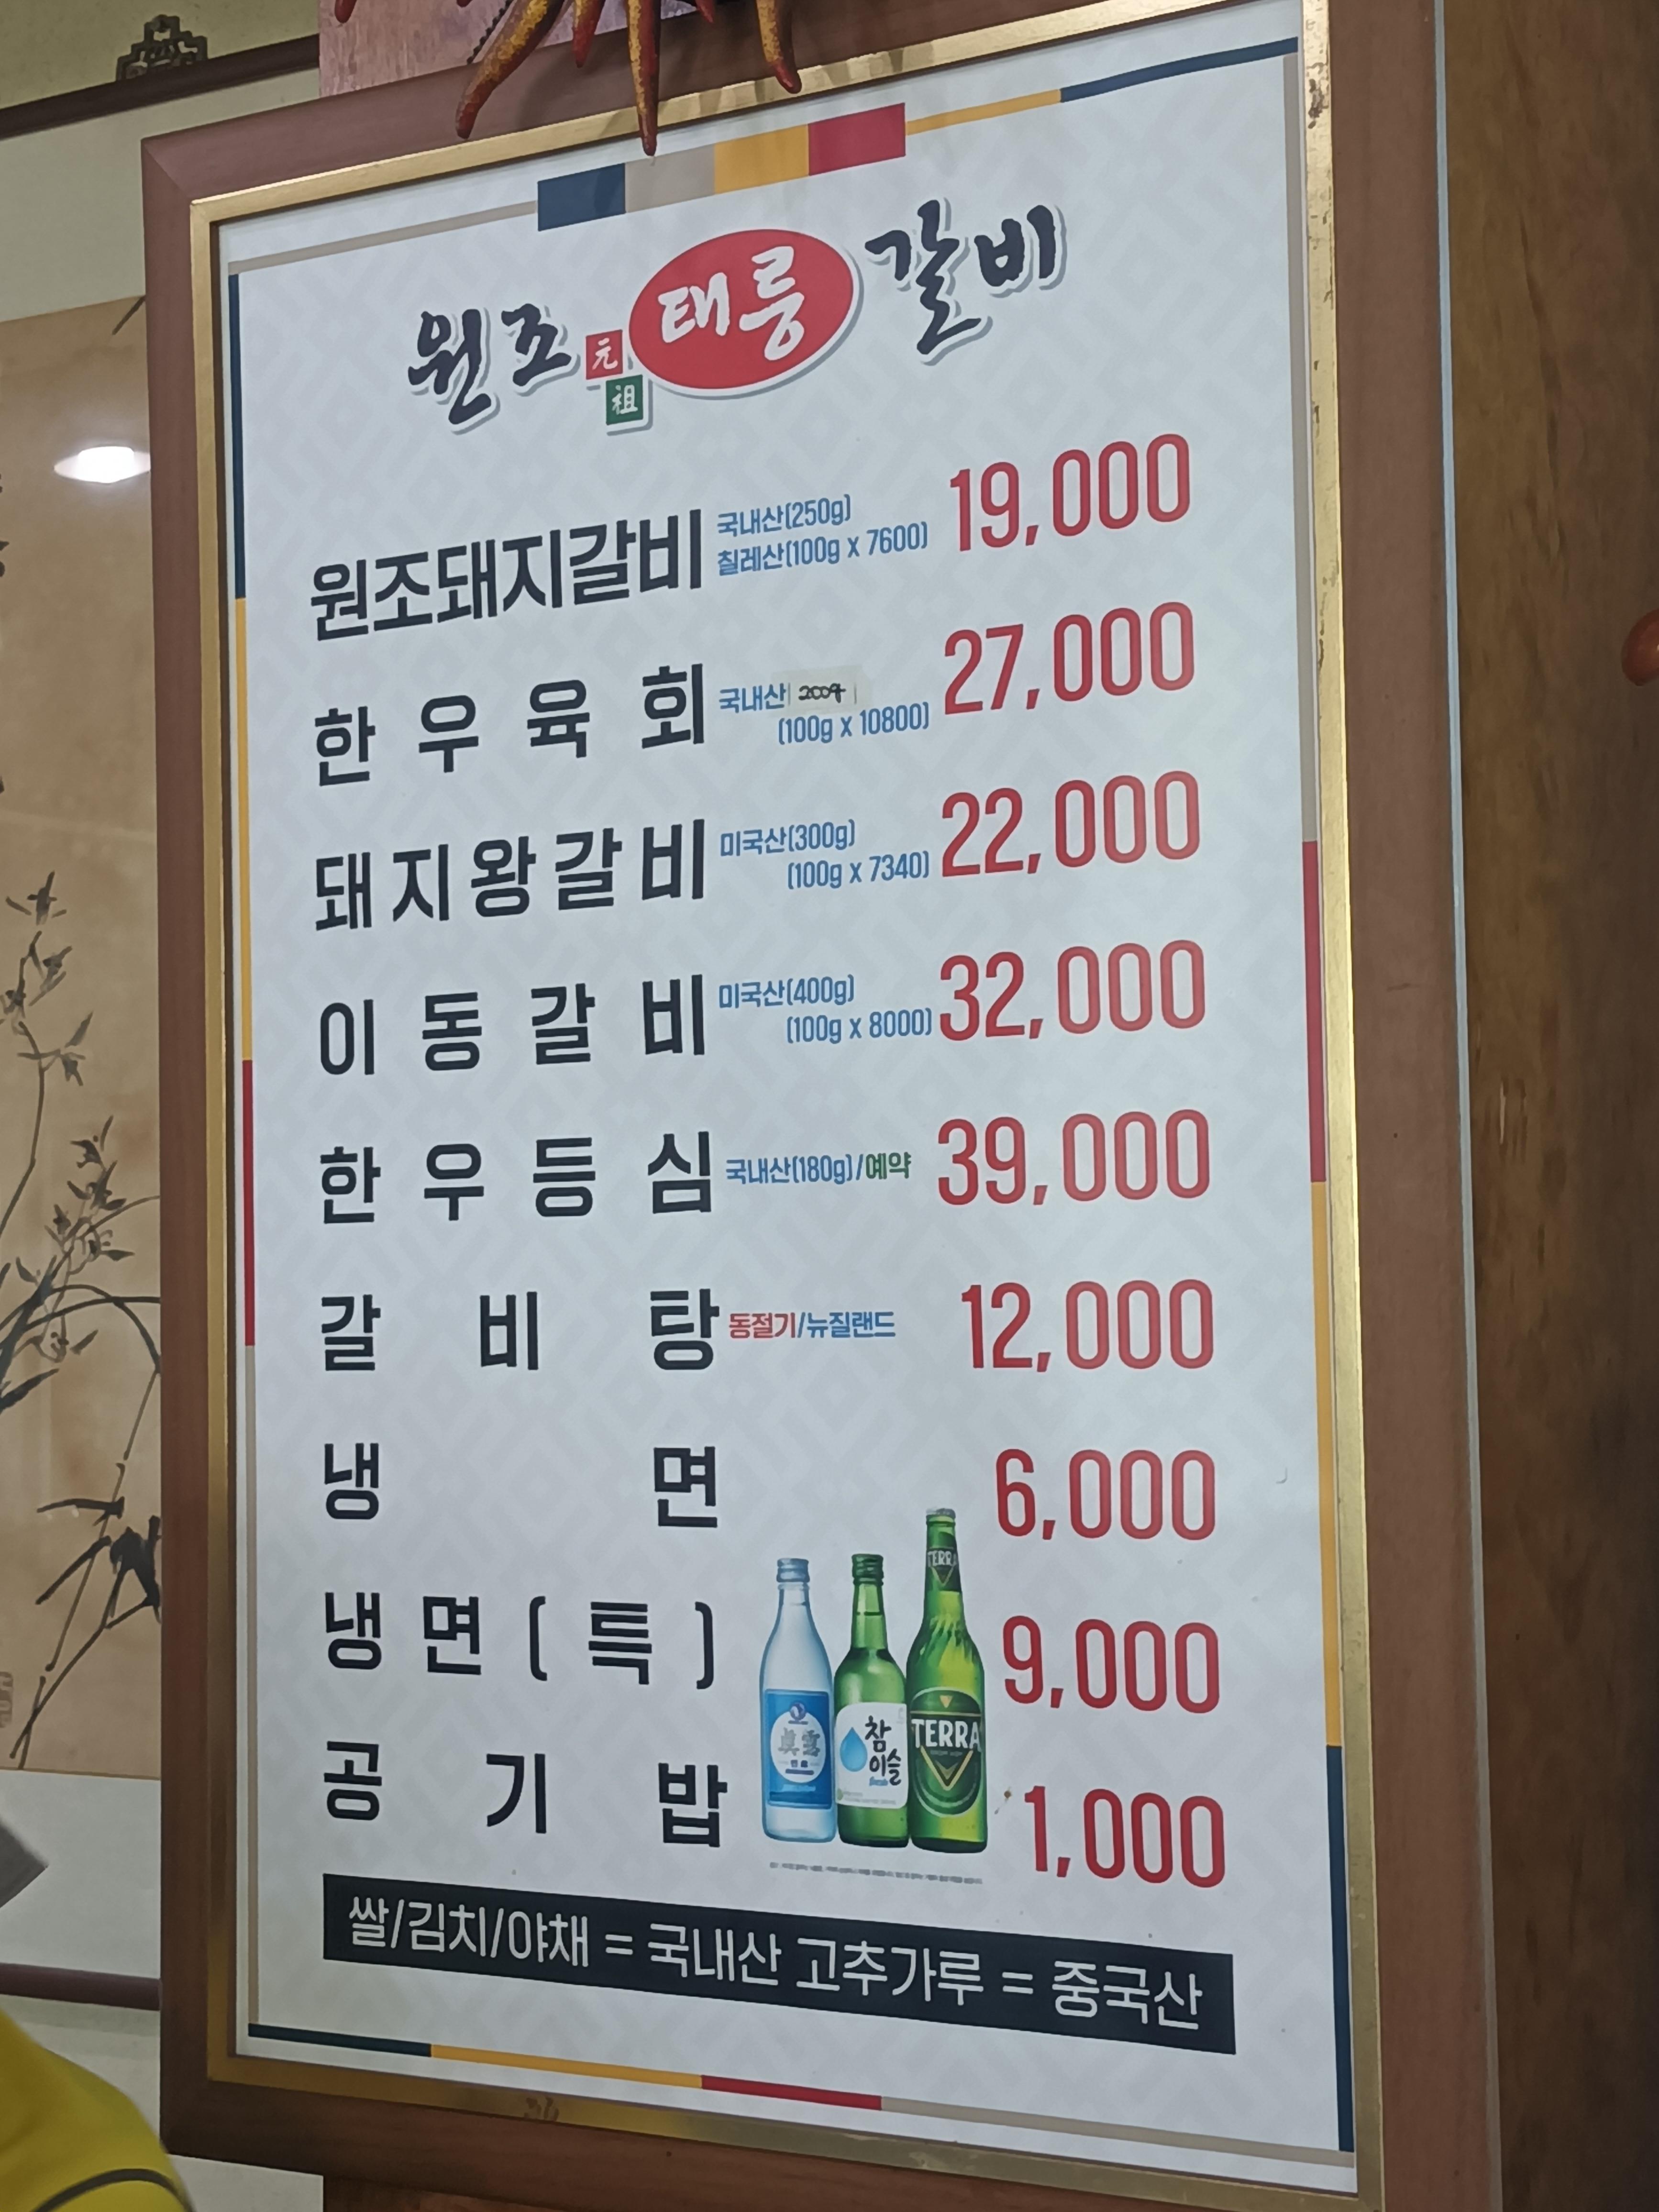 원조 元祖 태릉 갈비
원조돼지갈비 국내산(250g) 19,000
칠레산(100g x 7600)
한우육회 국내산 200g 27,000
(100g x 10800)
돼지왕갈비 미국산(300g) 22,000
(100g x 7340)
이동갈비 미국산(400g) 32,000
(100g x 8000)
한우등심 국내산(180g)/예약 39,000
갈비탕 동절기/뉴질랜드 12,000
냉면 6,000
냉면(특) 9,000
공기밥 1,000
TERRA
眞露
참이슬
fresh
TERRA
쌀/김치/야채 = 국내산 고추가루 = 중국산